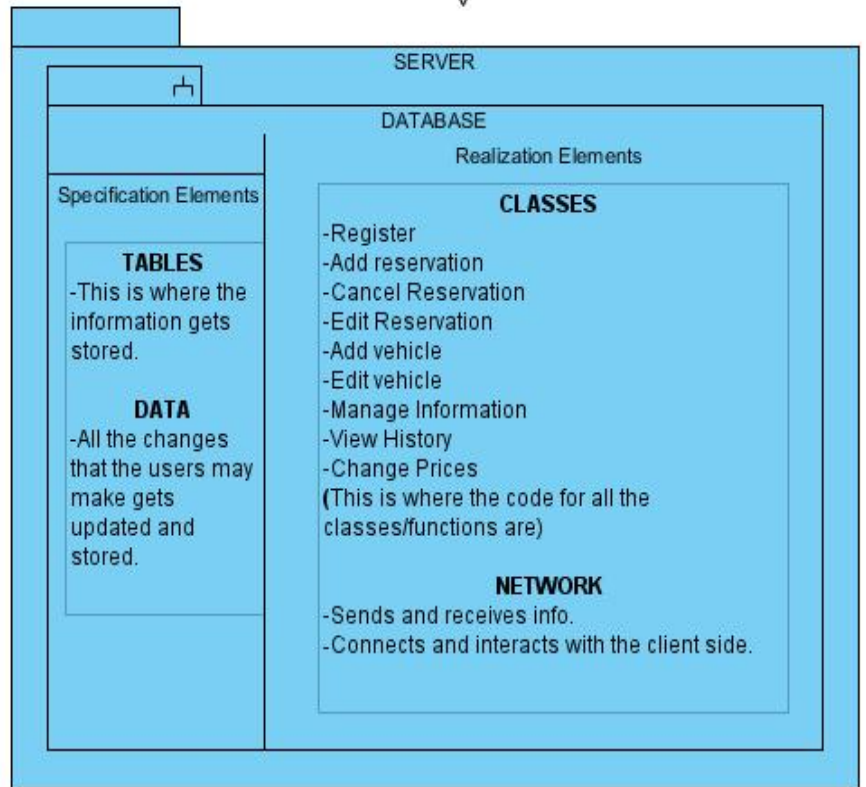 SERVER
DATABASE
Specification Elements
TABLES
-This is where the
information gets
stored.
DATA
-All the changes
that the users may
make gets
updated and
stored.
Realization Elements
CLASSES
-Register
-Add reservation
-Cancel Reservation
-Edit Reservation
-Add vehicle
-Edit vehicle
-Manage Information
-View History
-Change Prices
(This is where the code for all the
classes/functions are)
NETWORK
-Sends and receives info.
-Connects and interacts with the client side.